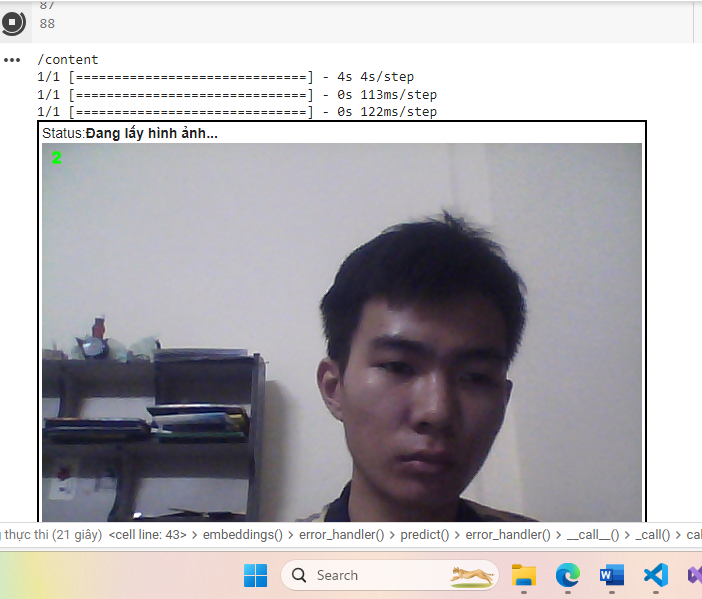 87
88
/content
1/1 [==============================] - 4s 4s/step
1/1 [==============================] - 0s 113ms/step
1/1 [==============================] - 0s 122ms/step
Status:Đang lấy hình ảnh...
2
thực thi (21 giây) <cell line: 43> > embeddings() > error_handler() > predict() > error_handler() > __call__() > _call() > cal
Search